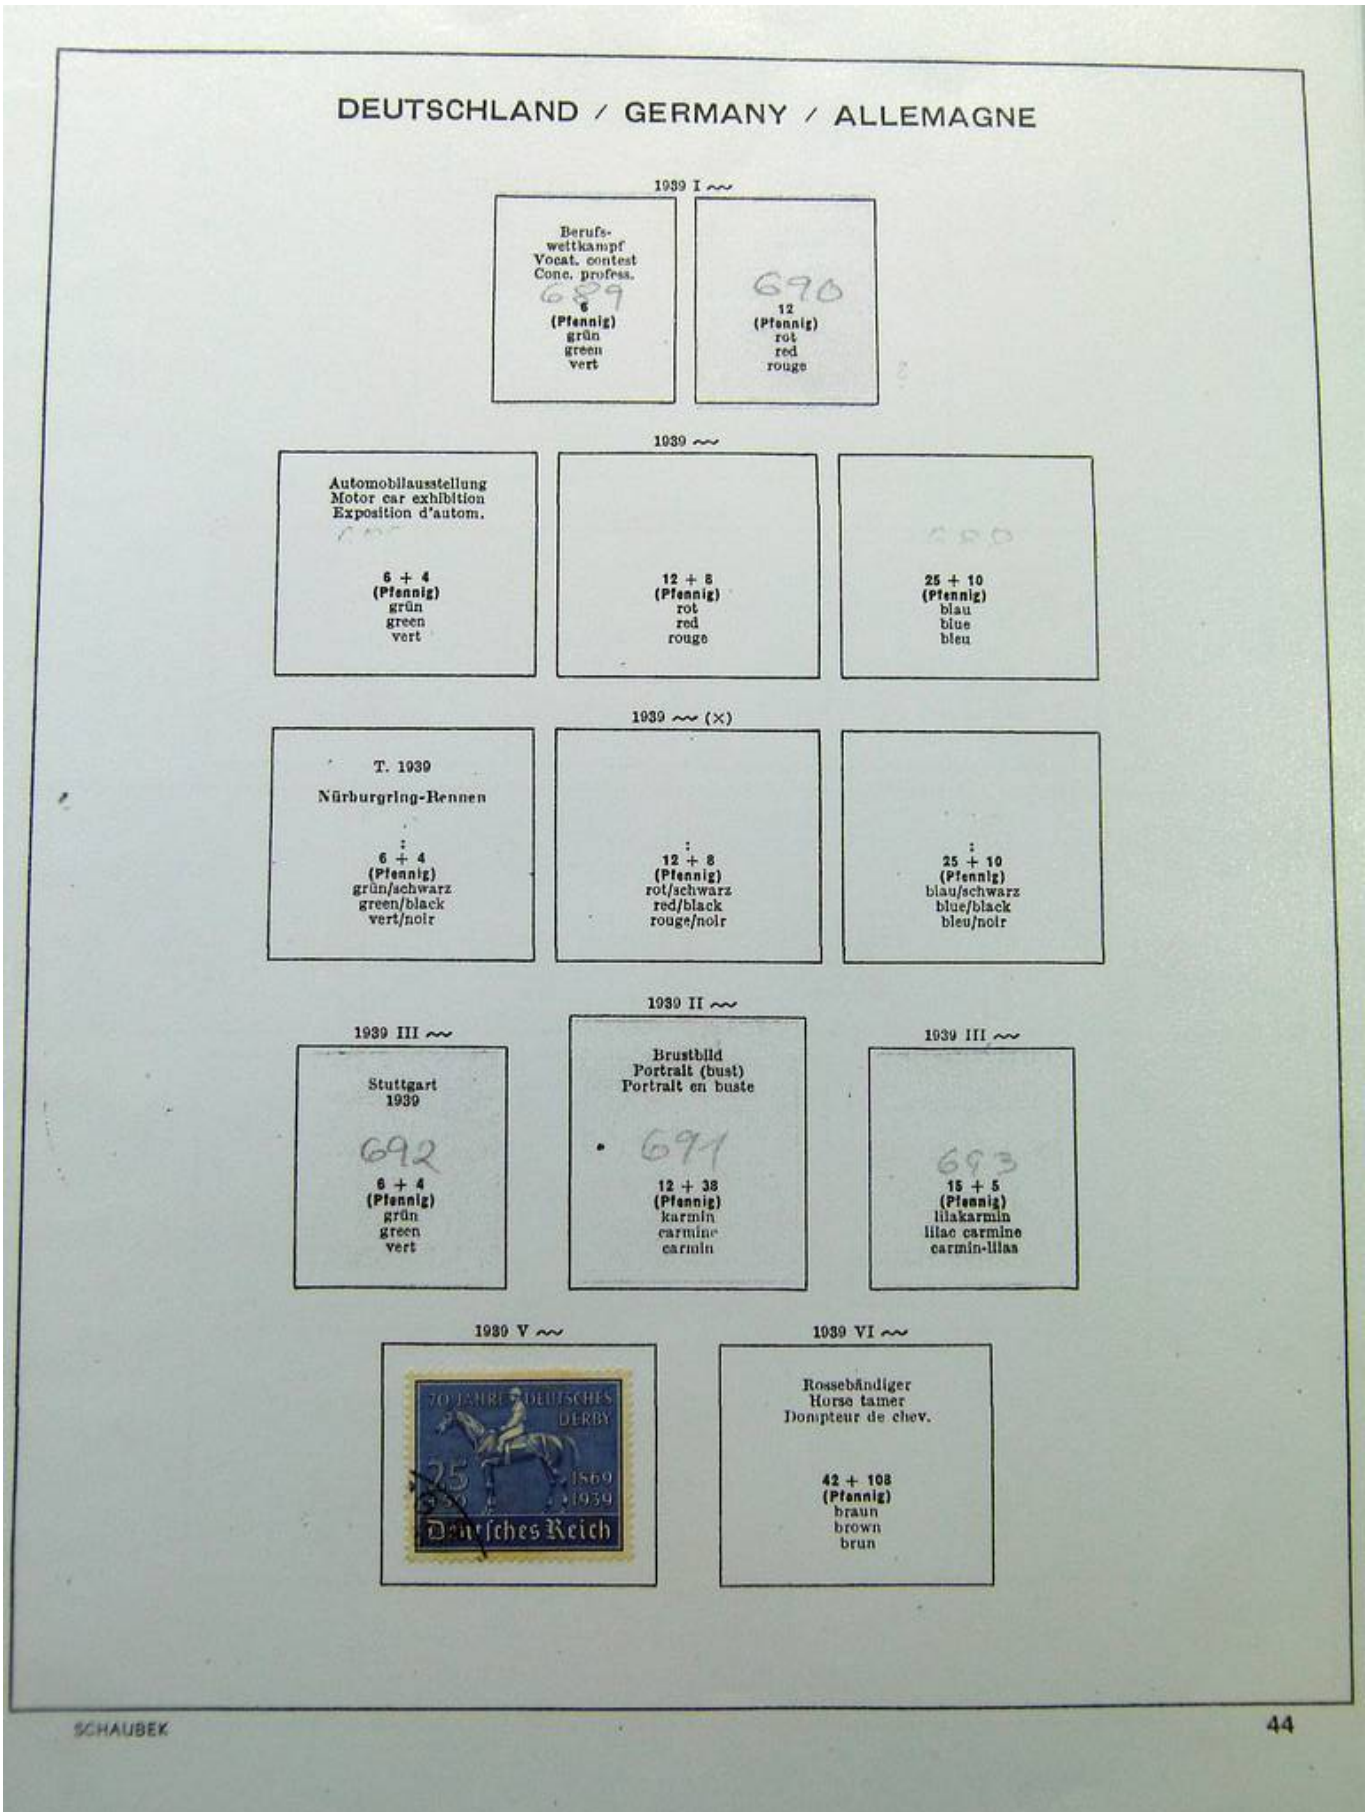 DEUTSCHLAND / GERMANY / ALLEMAGNE
1939 I
Berufs-
wettkampf
Vocat. contest
Conc. profess.
689
6
(Pfennig)
grün
green
vert
690
12
(Pfennig)
rot
red
rouge
1939
Automobilausstellung
Motor car exhibition
Exposition d'autom.
6 + 4
(Pfennig)
grün
green
vert
12 + 8
(Pfennig)
rot
red
rouge
25 + 10
(Pfennig)
blau
blue
bleu
1939 (×)
T. 1939
Nürburgring-Rennen
:
6 + 4
(Pfennig)
grün/schwarz
green/black
vert/noir
:
12 + 8
(Pfennig)
rot/schwarz
red/black
rouge/noir
:
25 + 10
(Pfennig)
blau/schwarz
blue/black
bleu/noir
1939 III
Stuttgart
1939
692
6 + 4
(Pfennig)
grün
green
vert
1939 II
Brustbild
Portrait (bust)
Portrait en buste
691
12 + 38
(Pfennig)
karmin
carmine
carmin
1939 III
693
15 + 5
(Pfennig)
lilakarmin
lilac carmine
carmin-lilas
1939 V
70 JAHRE DEUTSCHES
DERBY
25
1869
1939
Deutsches Reich
1939 VI
Rossebändiger
Horse tamer
Dompteur de chev.
42 + 108
(Pfennig)
braun
brown
brun
SCHAUBEK
44